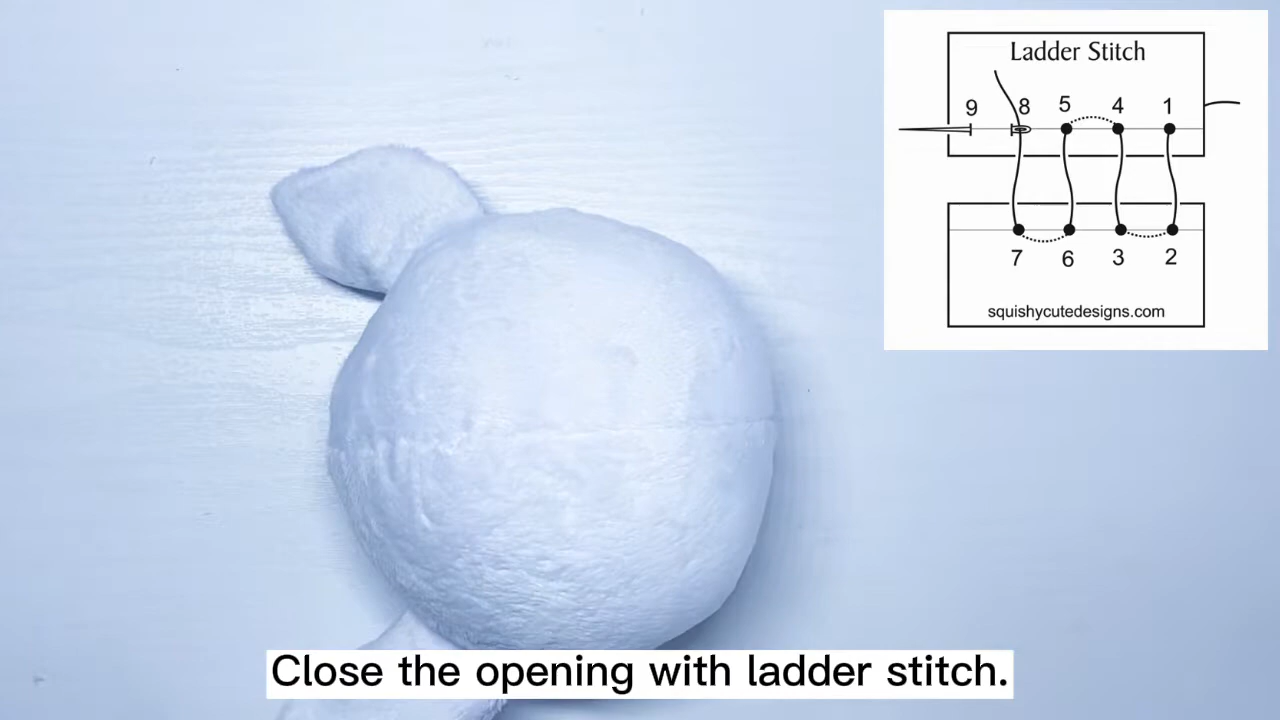 Ladder Stitch
9 8 5 4 1
7 6 3 2
squishycutedesigns.com
Close the opening with ladder stitch.